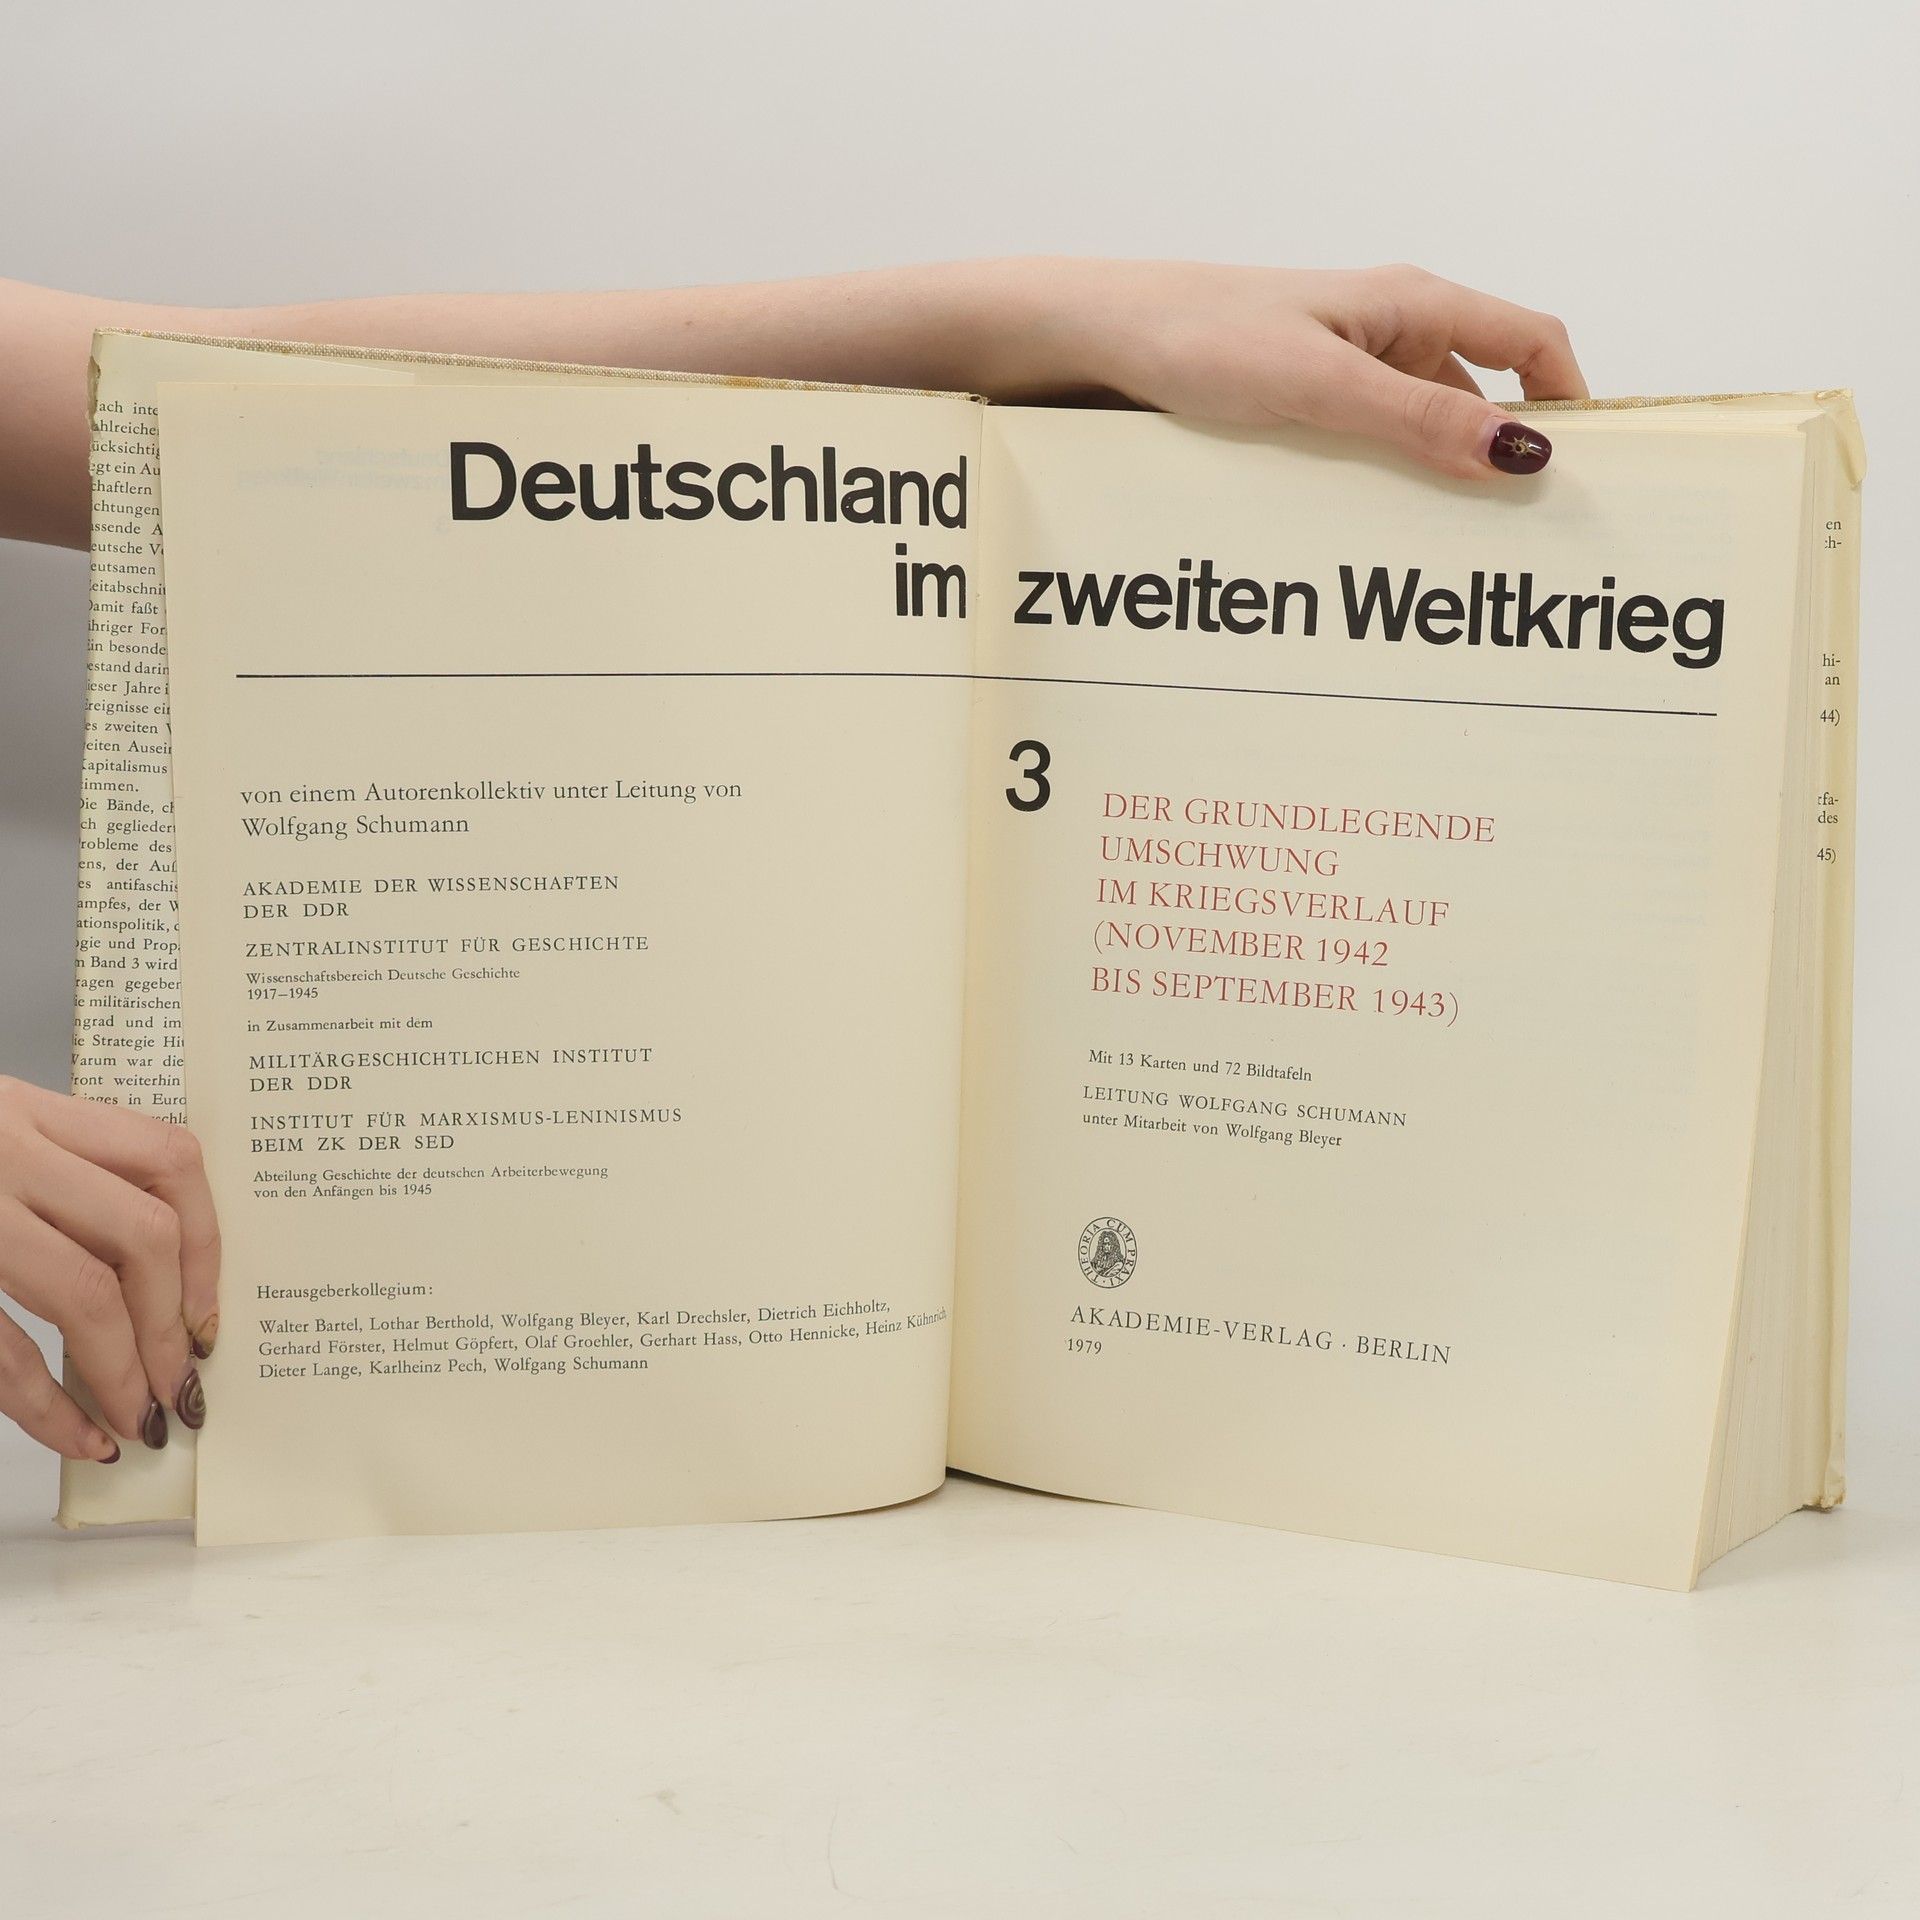 Deutschland
im zweiten Weltkrieg
von einem Autorenkollektiv unter Leitung von
Wolfgang Schumann
AKADEMIE DER WISSENSCHAFTEN
DER DDR
ZENTRALINSTITUT FÜR GESCHICHTE
Wissenschaftsbereich Deutsche Geschichte
1917–1945
in Zusammenarbeit mit dem
MILITÄRGESCHICHTLICHEN INSTITUT
DER DDR
INSTITUT FÜR MARXISMUS-LENINISMUS
BEIM ZK DER SED
Abteilung Geschichte der deutschen Arbeiterbewegung
von den Anfängen bis 1945
Herausgeberkollegium:
Walter Bartel, Lothar Berthold, Wolfgang Bleyer, Karl Drechsler, Dietrich Eichholtz,
Gerhard Förster, Helmut Göpfert, Olaf Groehler, Gerhart Hass, Otto Hennicke, Heinz Kühnrich,
Dieter Lange, Karlheinz Pech, Wolfgang Schumann
3
DER GRUNDLEGENDE
UMSCHWUNG
IM KRIEGSVERLAUF
(NOVEMBER 1942
BIS SEPTEMBER 1943)
Mit 13 Karten und 72 Bildtafeln
LEITUNG WOLFGANG SCHUMANN
unter Mitarbeit von Wolfgang Bleyer
THEORIA CUM PRAXI
AKADEMIE-VERLAG · BERLIN
1979